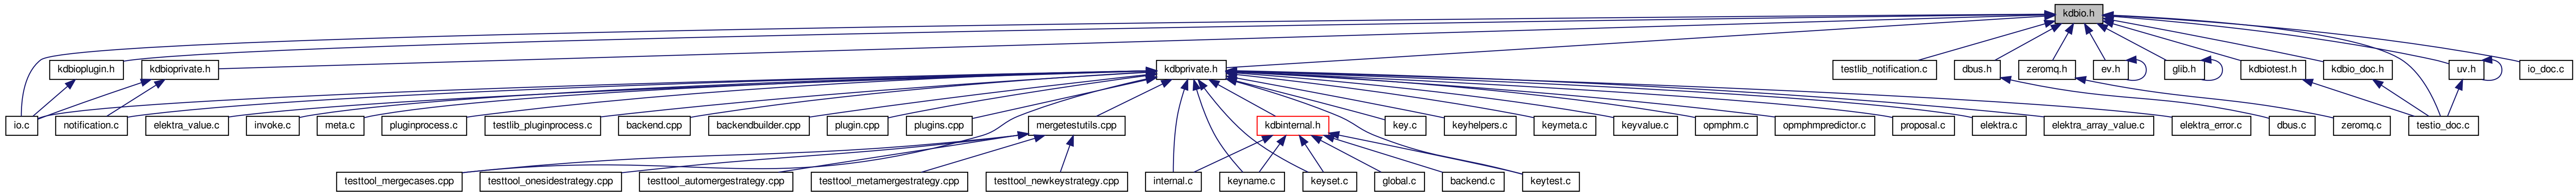 kdbio.h
kdbioplugin.h
kdbioprivate.h
kdbprivate.h
testlib_notification.c
dbus.h
zeromq.h
ev.h
glib.h
kdbiotest.h
kdbio_doc.h
uv.h
io_doc.c
io.c
notification.c
elektra_value.c
invoke.c
meta.c
pluginprocess.c
testlib_pluginprocess.c
backend.cpp
backendbuilder.cpp
plugin.cpp
plugins.cpp
mergetestutils.cpp
kdbinternal.h
key.c
keyhelpers.c
keymeta.c
keyvalue.c
opmphm.c
opmphmpredictor.c
proposal.c
elektra.c
elektra_array_value.c
elektra_error.c
dbus.c
zeromq.c
testio_doc.c
testtool_mergecases.cpp
testtool_onesidestrategy.cpp
testtool_automergestrategy.cpp
testtool_metamergestrategy.cpp
testtool_newkeystrategy.cpp
internal.c
keyname.c
keyset.c
global.c
backend.c
keytest.c